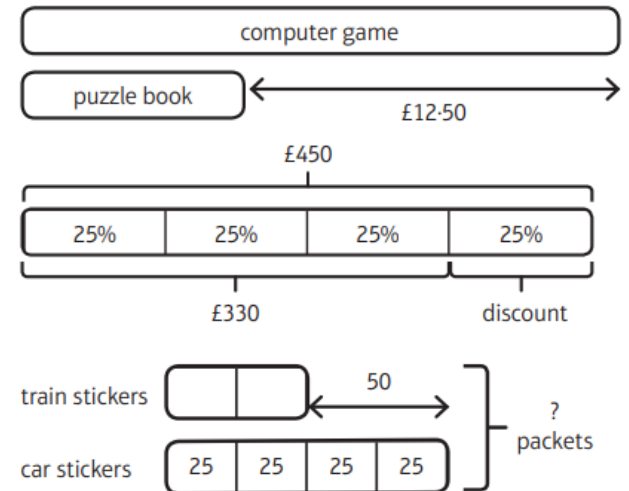 computer game
puzzle book
£12·50
£450
25% 25% 25% 25%
£330 discount
train stickers 50
? packets
car stickers 25 25 25 25